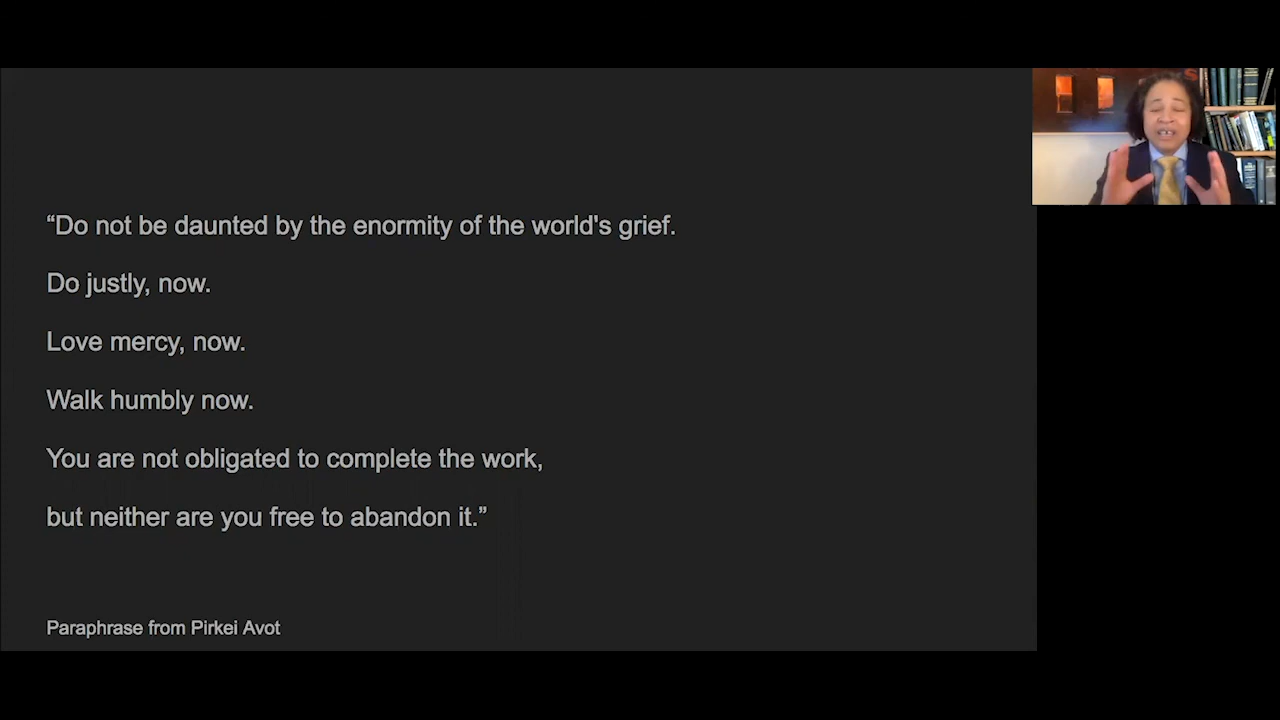 “Do not be daunted by the enormity of the world's grief.
Do justly, now.
Love mercy, now.
Walk humbly now.
You are not obligated to complete the work,
but neither are you free to abandon it.”
Paraphrase from Pirkei Avot